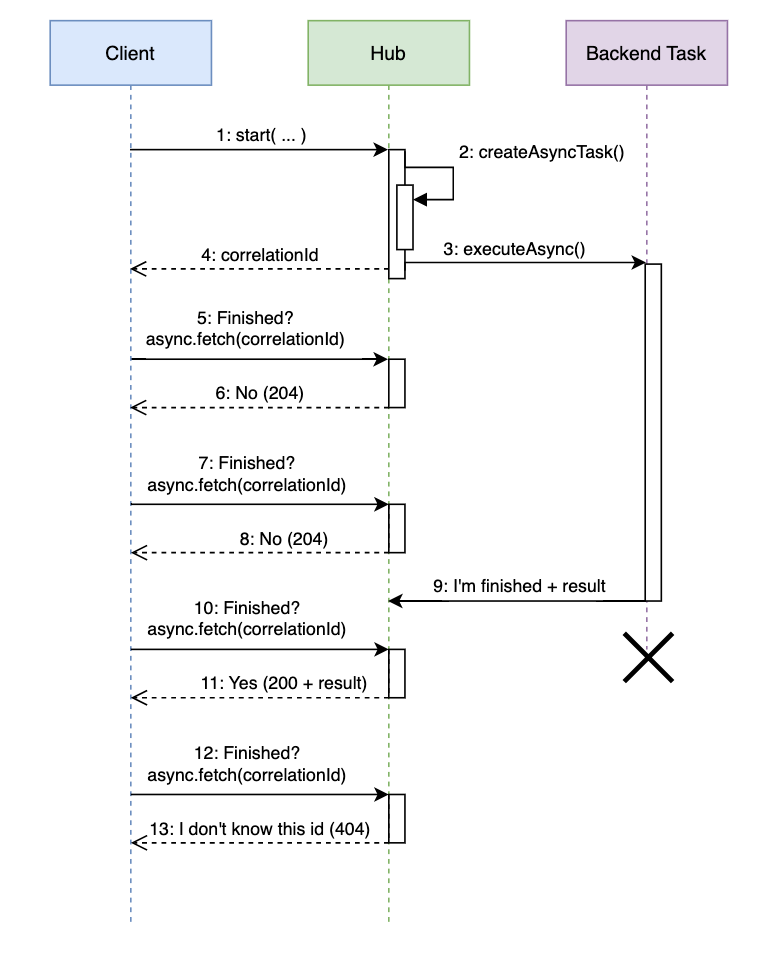 Client
Hub
Backend Task
1: start( ... )
2: createAsyncTask()
3: executeAsync()
4: correlationId
5: Finished?
async.fetch(correlationId)
6: No (204)
7: Finished?
async.fetch(correlationId)
8: No (204)
9: I'm finished + result
10: Finished?
async.fetch(correlationId)
11: Yes (200 + result)
12: Finished?
async.fetch(correlationId)
13: I don't know this id (404)